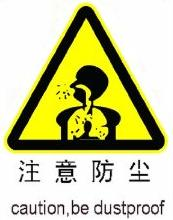 注意防尘
caution,be dustproof